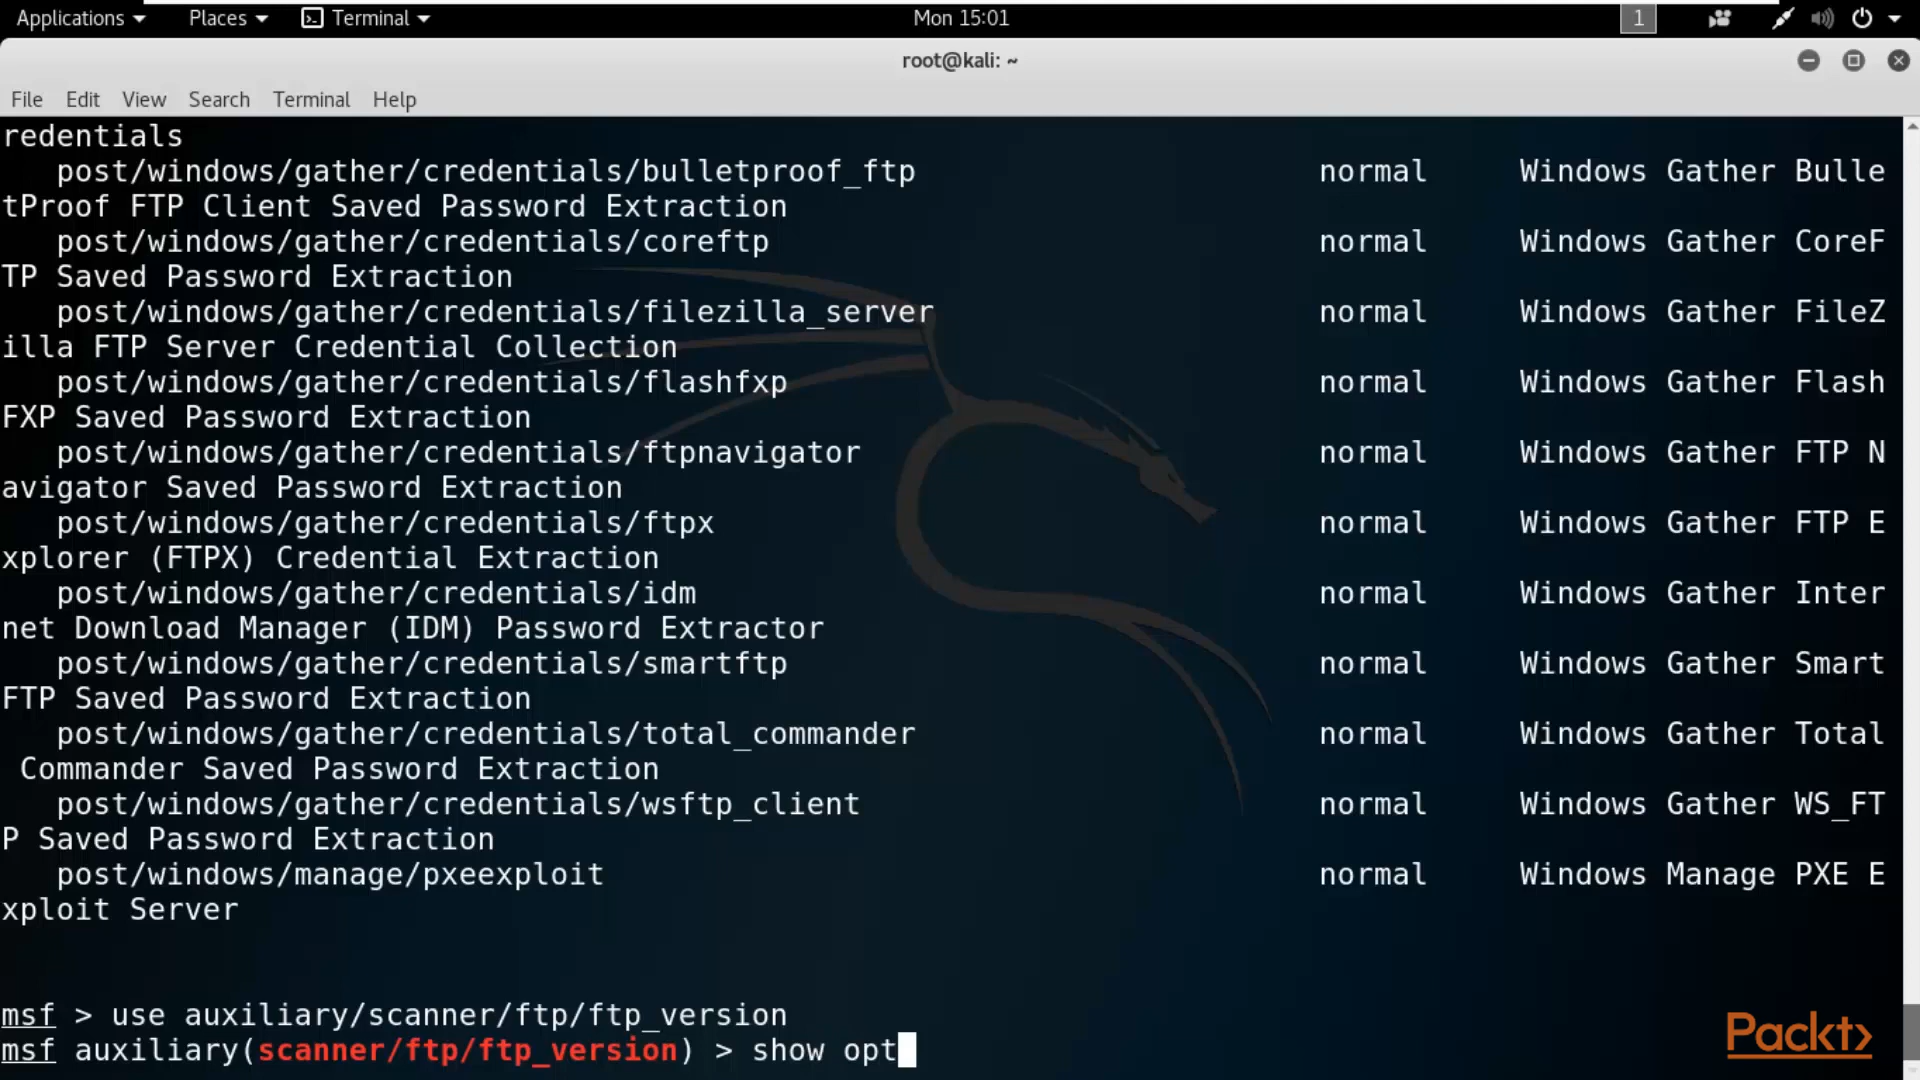 Applications Places Terminal Mon 15:01 1
root@kali: ~
File Edit View Search Terminal Help
redentials
post/windows/gather/credentials/bulletproof_ftp normal Windows Gather Bulle
tProof FTP Client Saved Password Extraction
post/windows/gather/credentials/coreftp normal Windows Gather CoreF
TP Saved Password Extraction
post/windows/gather/credentials/filezilla_server normal Windows Gather FileZ
illa FTP Server Credential Collection
post/windows/gather/credentials/flashfxp normal Windows Gather Flash
FXP Saved Password Extraction
post/windows/gather/credentials/ftpnavigator normal Windows Gather FTP N
avigator Saved Password Extraction
post/windows/gather/credentials/ftpx normal Windows Gather FTP E
xplorer (FTPX) Credential Extraction
post/windows/gather/credentials/idm normal Windows Gather Inter
net Download Manager (IDM) Password Extractor
post/windows/gather/credentials/smartftp normal Windows Gather Smart
FTP Saved Password Extraction
post/windows/gather/credentials/total_commander normal Windows Gather Total
Commander Saved Password Extraction
post/windows/gather/credentials/wsftp_client normal Windows Gather WS_FT
P Saved Password Extraction
post/windows/manage/pxeexploit normal Windows Manage PXE E
xploit Server
msf > use auxiliary/scanner/ftp/ftp_version
msf auxiliary(scanner/ftp/ftp_version) > show opt
Packt>